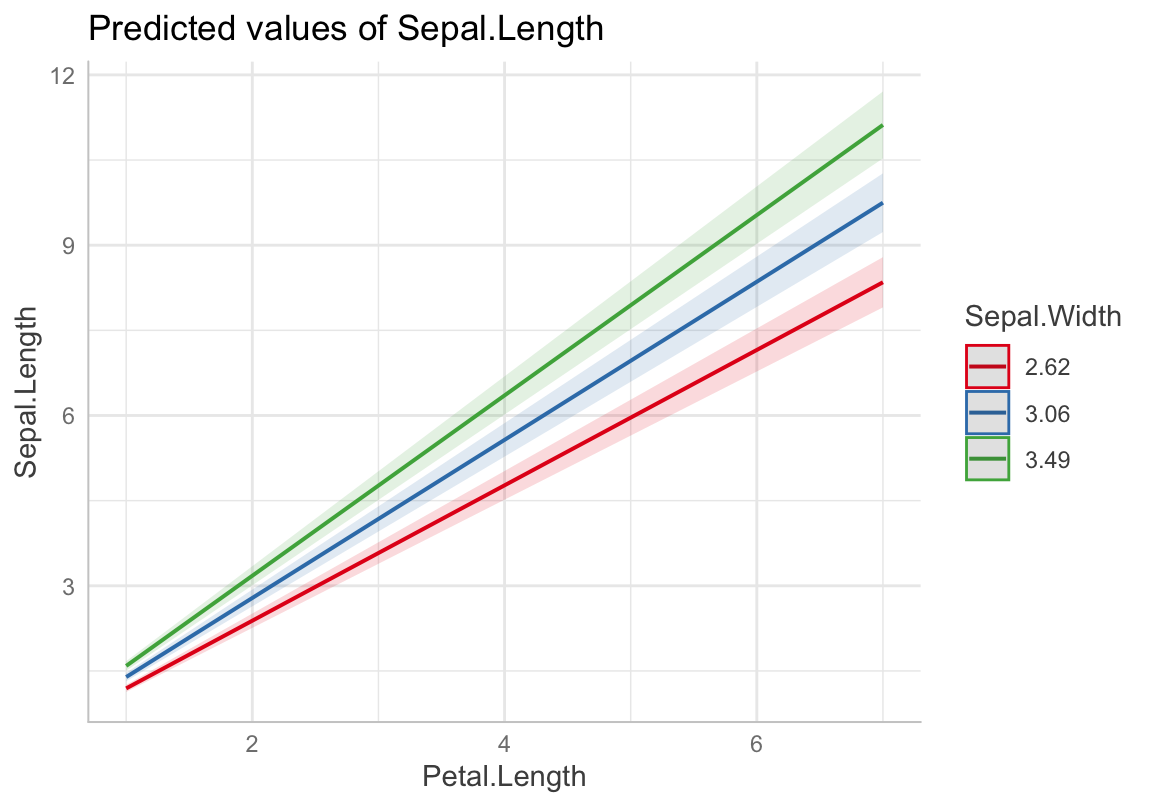 Predicted values of Sepal.Length
12
9
6
3
Sepal.Length
2 4 6
Petal.Length
Sepal.Width
2.62
3.06
3.49